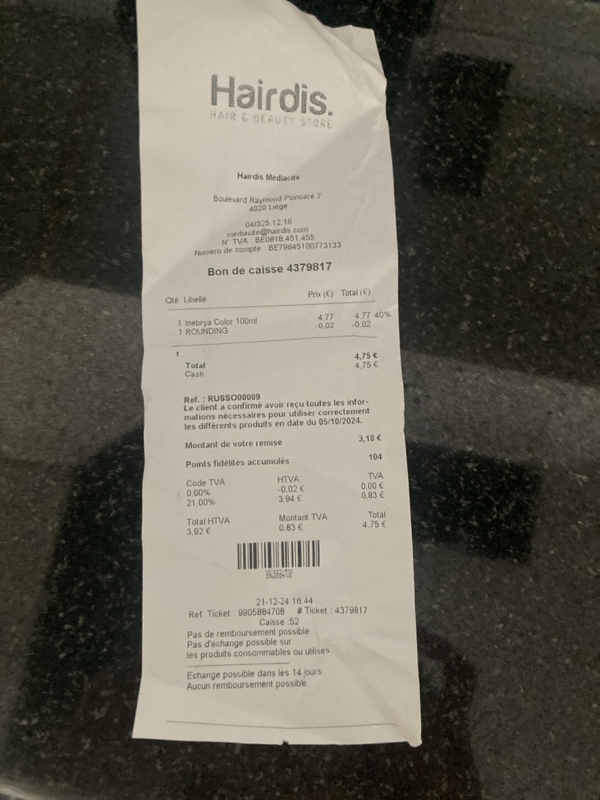 Hairdis.
HAIR & BEAUTY STORE
Hairdis Mediacité
Boulevard Raymond Poincaré 7
4020 Liège
04/325.12.16
mediacite@hairdis.com
N° TVA : BE0818.451.455
Numéro de compte : BE79645100773133
Bon de caisse 4379817
Qté Libellé Prix (€) Total (€)
1 Inebrya Color 100ml 4,77 4,77 40%
1 ROUNDING -0,02 -0,02
1
Total 4,75 €
Cash 4,75 €
Ref. : RUSSO00009
Le client a confirmé avoir reçu toutes les infor-
mations nécessaires pour utiliser correctement
les différents produits en date du 05/10/2024.
Montant de votre remise 3,18 €
Points fidélités accumulés 104
Code TVA HTVA TVA
0,00% -0,02 € 0,00 €
21,00% 3,94 € 0,83 €
Total HTVA Montant TVA Total
3,92 € 0,83 € 4,75 €
21-12-24 16:44
Ref. Ticket : 9905884708 # Ticket : 4379817
Caisse :52
Pas de remboursement possible
Pas d'échange possible sur
les produits consommables ou utilisés.
Echange possible dans les 14 jours.
Aucun remboursement possible.